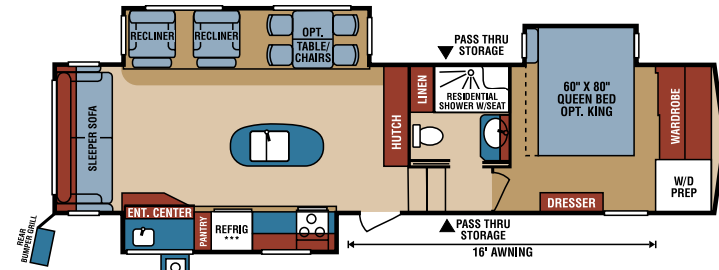 RECLINER
RECLINER
OPT.
TABLE/
CHAIRS
PASS THRU
STORAGE
SLEEPER SOFA
HUTCH
LINEN
RESIDENTIAL
SHOWER W/SEAT
60" X 80"
QUEEN BED
OPT. KING
WARDROBE
W/D
PREP
ENT. CENTER
PANTRY
REFRIG
***
DRESSER
REAR
BUMPER GRILL
PASS THRU
STORAGE
16' AWNING